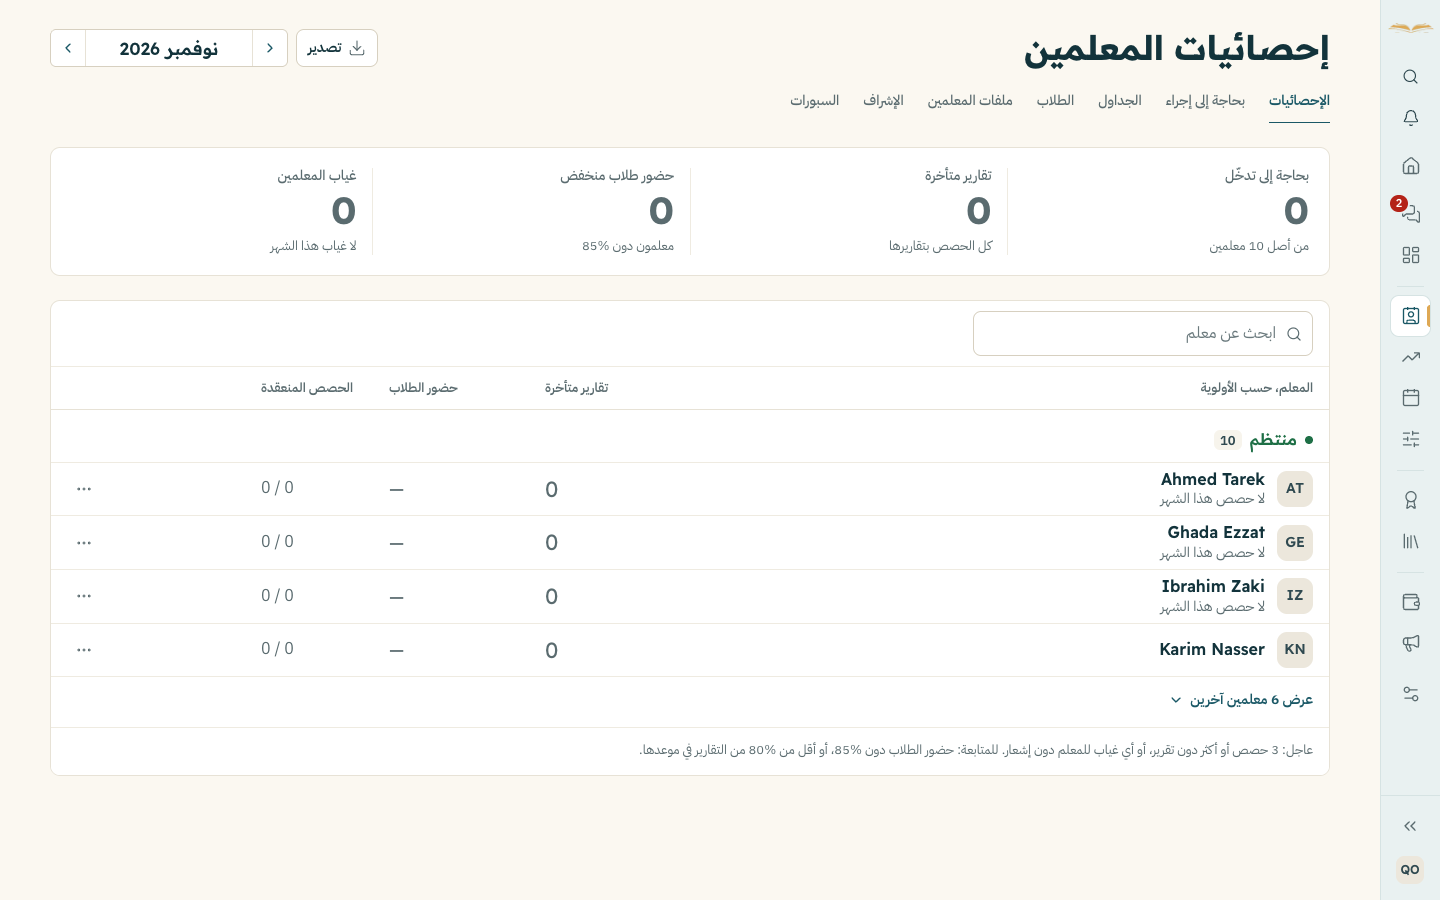 إحصائيات المعلمين
تصدير
نوفمبر 2026
الإحصائيات
بحاجة إلى إجراء
الجداول
الطلاب
ملفات المعلمين
الإشراف
السبورات
بحاجة إلى تدخّل
0
من أصل 10 معلمين
تقارير متأخرة
0
كل الحصص بتقاريرها
حضور طلاب منخفض
0
معلمون دون 85%
غياب المعلمين
0
لا غياب هذا الشهر
ابحث عن معلم
المعلم، حسب الأولوية
تقارير متأخرة
حضور الطلاب
الحصص المنعقدة
منتظم 10
AT
Ahmed Tarek
لا حصص هذا الشهر
0
—
0 / 0
GE
Ghada Ezzat
لا حصص هذا الشهر
0
—
0 / 0
IZ
Ibrahim Zaki
لا حصص هذا الشهر
0
—
0 / 0
KN
Karim Nasser
0
—
0 / 0
عرض 6 معلمين آخرين
عاجل: 3 حصص أو أكثر دون تقرير، أو أي غياب للمعلم دون إشعار. للمتابعة: حضور الطلاب دون 85%، أو أقل من 80% من التقارير في موعدها.
2
QO